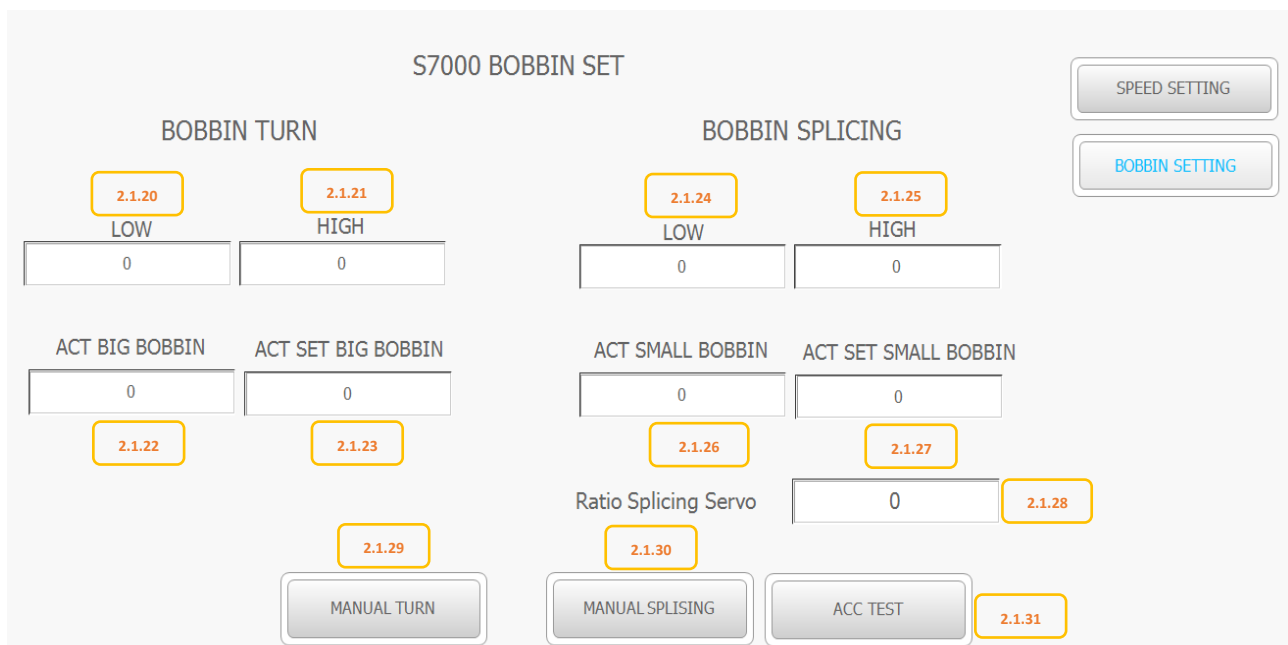 S7000 BOBBIN SET
SPEED SETTING
BOBBIN TURN
BOBBIN SPLICING
BOBBIN SETTING
2.1.20
2.1.21
2.1.24
2.1.25
LOW
HIGH
LOW
HIGH
0
0
0
0
ACT BIG BOBBIN
ACT SET BIG BOBBIN
ACT SMALL BOBBIN
ACT SET SMALL BOBBIN
0
0
0
0
2.1.22
2.1.23
2.1.26
2.1.27
Ratio Splicing Servo
0
2.1.28
2.1.29
2.1.30
MANUAL TURN
MANUAL SPLISING
ACC TEST
2.1.31